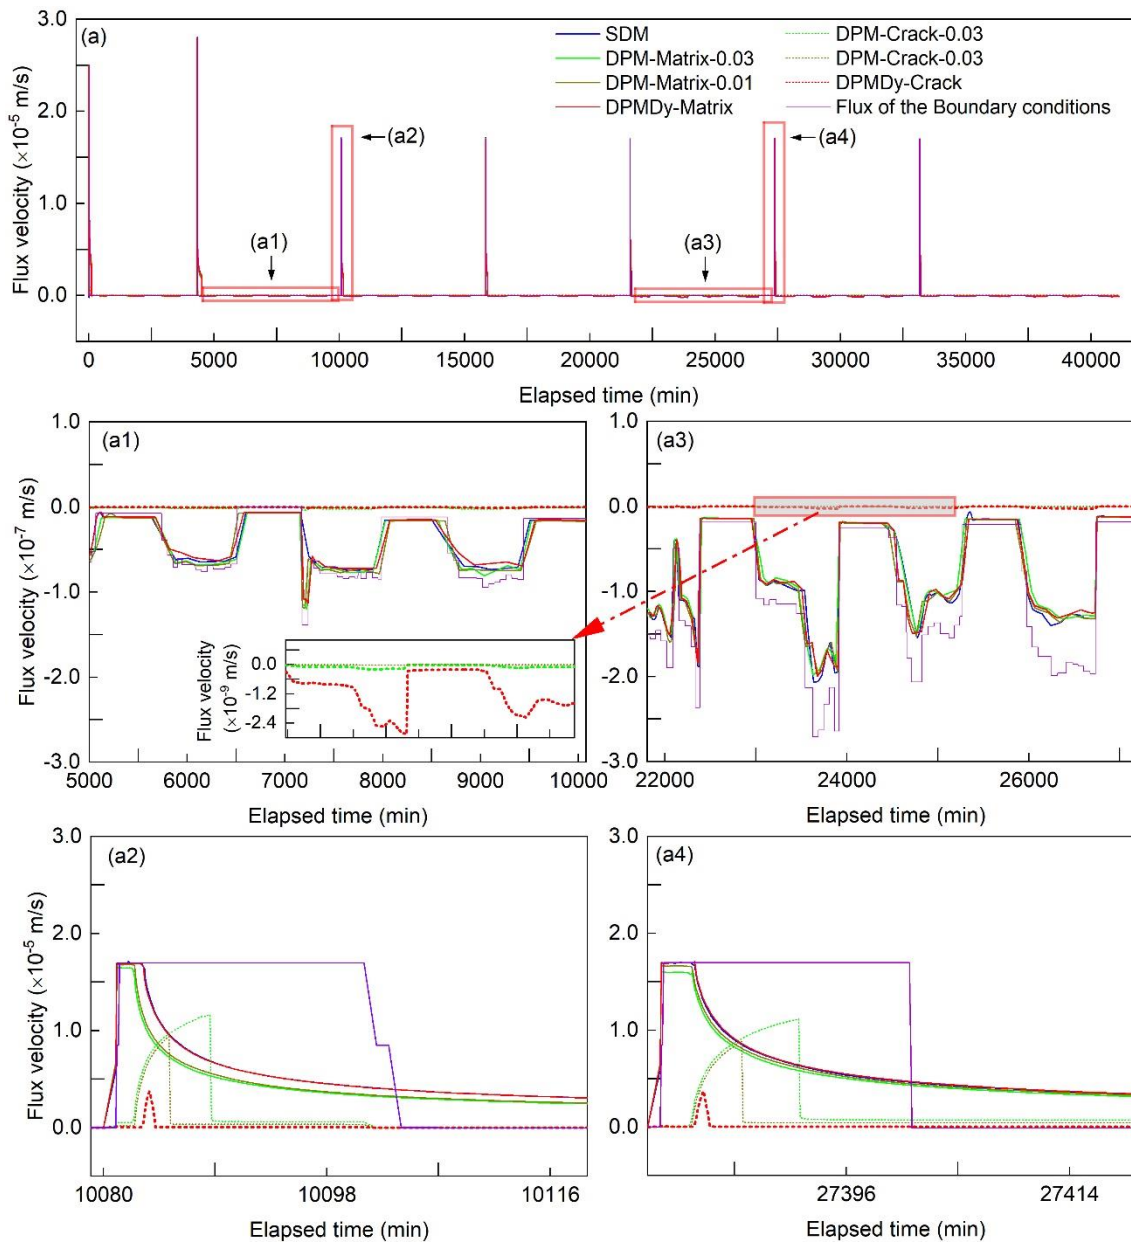 (a)
SDM
DPM-Matrix-0.03
DPM-Matrix-0.01
DPMDy-Matrix
DPM-Crack-0.03
DPM-Crack-0.03
DPMDy-Crack
Flux of the Boundary conditions
Flux velocity (×10⁻⁵ m/s)
3.0
2.0
1.0
0.0
(a1)
(a2)
(a3)
(a4)
0 5000 10000 15000 20000 25000 30000 35000 40000
Elapsed time (min)
(a1)
Flux velocity (×10⁻⁷ m/s)
1.0
0.0
-1.0
-2.0
-3.0
5000 6000 7000 8000 9000 10000
Elapsed time (min)
Flux velocity
(×10⁻⁹ m/s)
0.0
-1.2
-2.4
(a3)
1.0
0.0
-1.0
-2.0
-3.0
22000 24000 26000
Elapsed time (min)
(a2)
Flux velocity (×10⁻⁵ m/s)
3.0
2.0
1.0
0.0
10080 10098 10116
Elapsed time (min)
(a4)
3.0
2.0
1.0
0.0
27396 27414
Elapsed time (min)